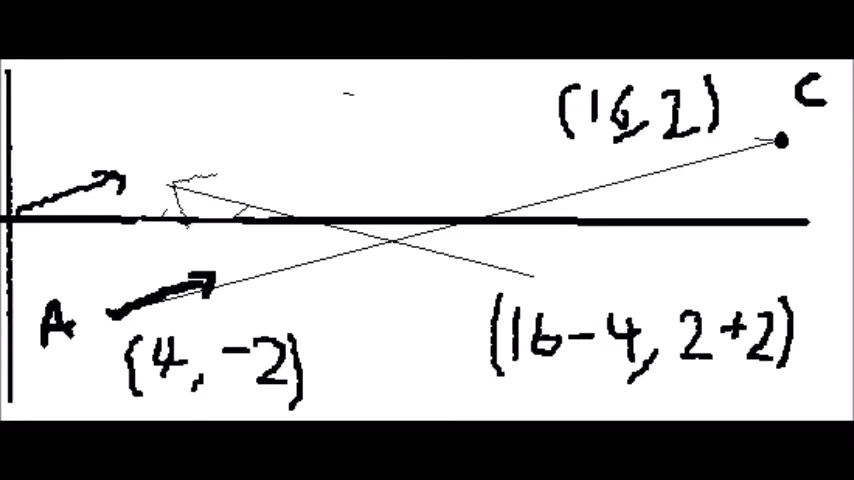 C
(16, 2)
A
(4, -2)
(16-4, 2+2)